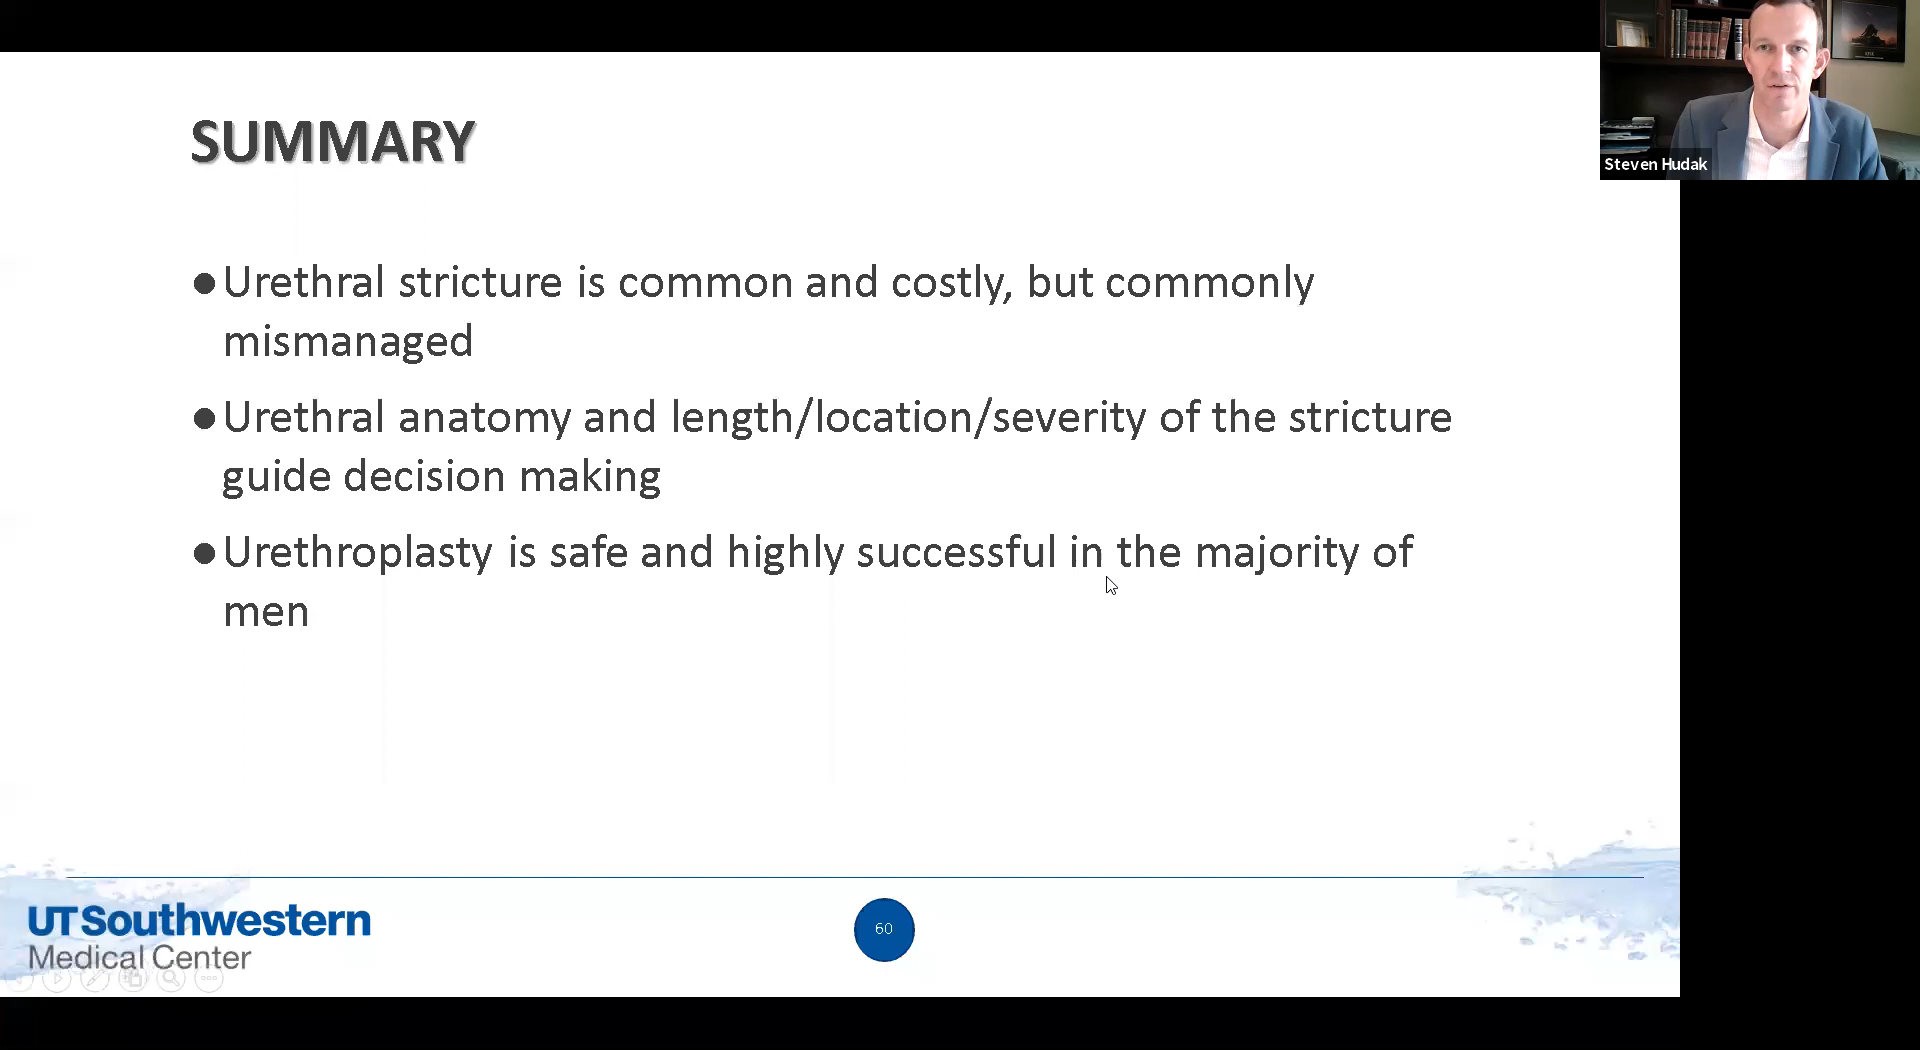 SUMMARY
Steven Hudak
●Urethral stricture is common and costly, but commonly
mismanaged
●Urethral anatomy and length/location/severity of the stricture
guide decision making
●Urethroplasty is safe and highly successful in the majority of
men
UTSouthwestern
Medical Center
60